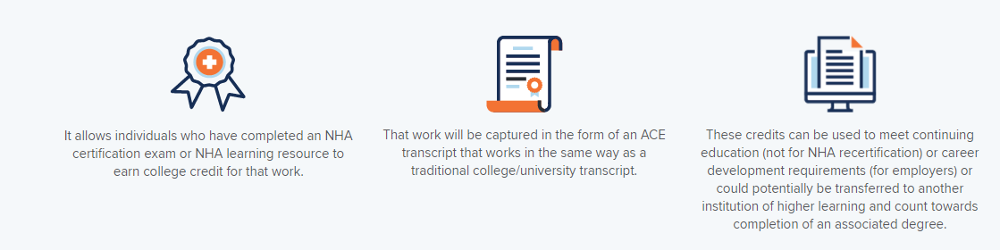 It allows individuals who have completed an NHA
certification exam or NHA learning resource to
earn college credit for that work.
That work will be captured in the form of an ACE
transcript that works in the same way as a
traditional college/university transcript.
These credits can be used to meet continuing
education (not for NHA recertification) or career
development requirements (for employers) or
could potentially be transferred to another
institution of higher learning and count towards
completion of an associated degree.